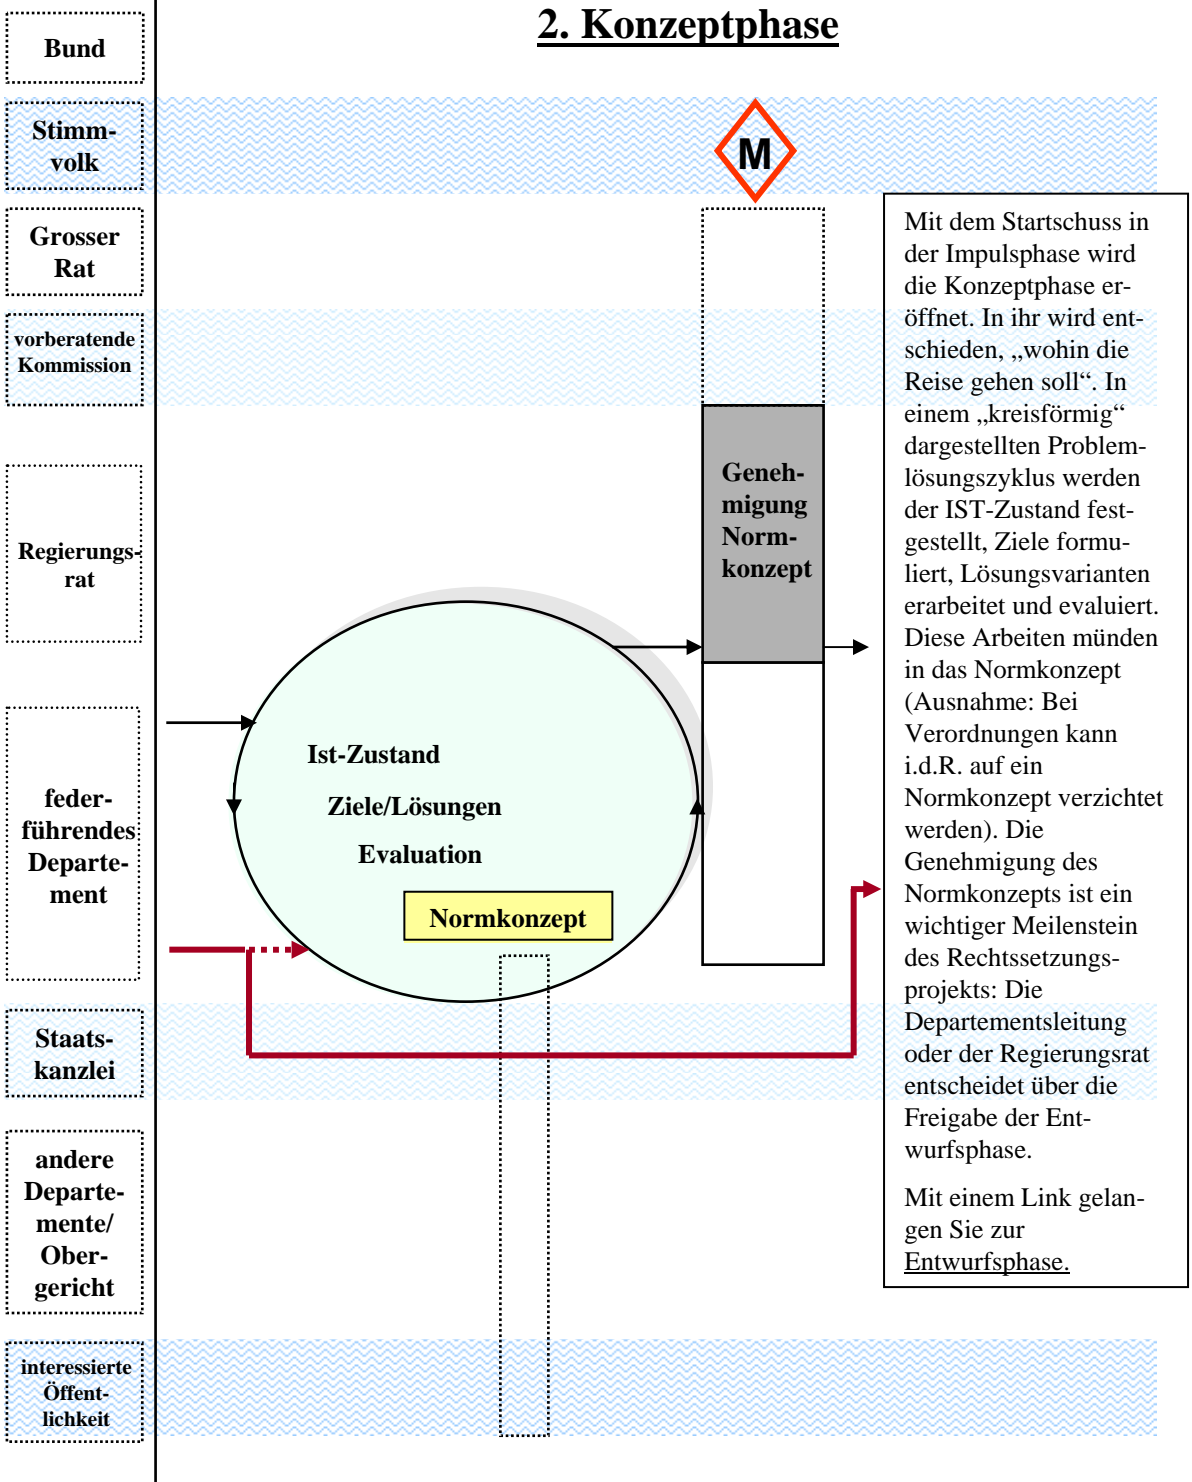 2. Konzeptphase
Bund
Stimm-
volk
M
Grosser
Rat
vorberatende
Kommission
Regierungs-
rat
feder-
führendes
Departe-
ment
Staats-
kanzlei
andere
Departe-
mente/
Ober-
gericht
interessierte
Öffent-
lichkeit
Geneh-
migung
Norm-
konzept
Ist-Zustand
Ziele/Lösungen
Evaluation
Normkonzept
Mit dem Startschuss in
der Impulsphase wird
die Konzeptphase er-
öffnet. In ihr wird ent-
schieden, „wohin die
Reise gehen soll“. In
einem „kreisförmig“
dargestellten Problem-
lösungszyklus werden
der IST-Zustand fest-
gestellt, Ziele formu-
liert, Lösungsvarianten
erarbeitet und evaluiert.
Diese Arbeiten münden
in das Normkonzept
(Ausnahme: Bei
Verordnungen kann
i.d.R. auf ein
Normkonzept verzichtet
werden). Die
Genehmigung des
Normkonzepts ist ein
wichtiger Meilenstein
des Rechtssetzungs-
projekts: Die
Departementsleitung
oder der Regierungsrat
entscheidet über die
Freigabe der Ent-
wurfsphase.
Mit einem Link gelan-
gen Sie zur
Entwurfsphase.